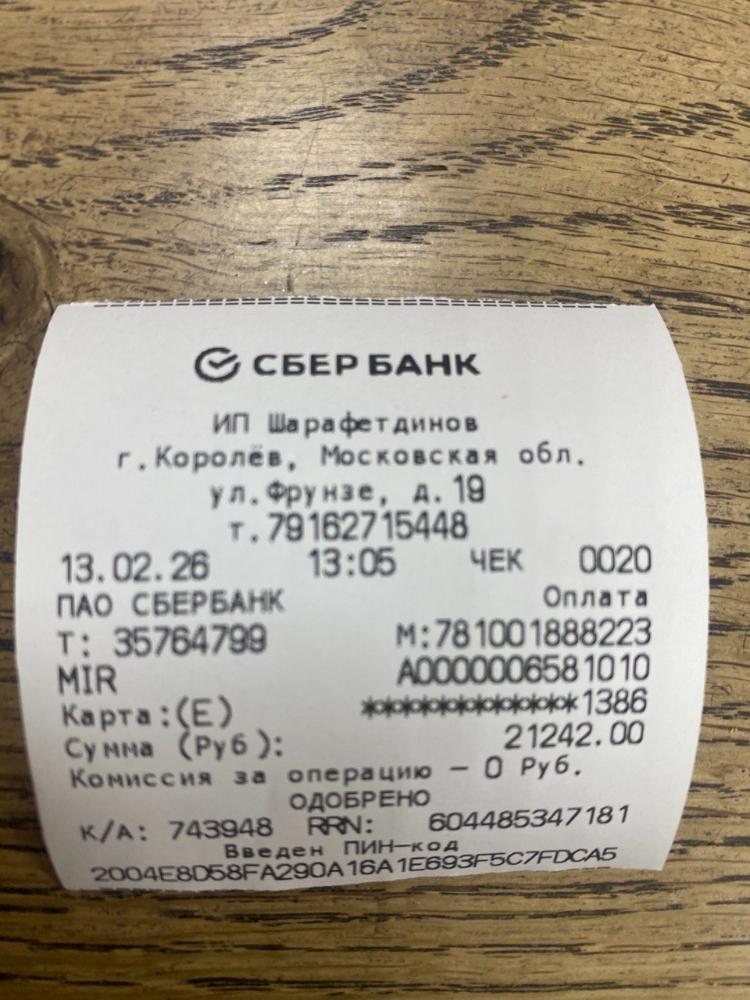 СБЕР БАНК
ИП Шарафетдинов
г.Королёв, Московская обл.
ул.Фрунзе, д.19
т.79162715448
13.02.26 13:05 ЧЕК 0020
ПАО СБЕРБАНК Оплата
Т: 35764799 М:781001888223
MIR A0000006581010
Карта:(E) ************1386
Сумма (Руб): 21242.00
Комиссия за операцию – 0 Руб.
ОДОБРЕНО
К/А: 743948 RRN: 604485347181
Введен ПИН-код
2004E8D58FA290A16A1E693F5C7FDCA5